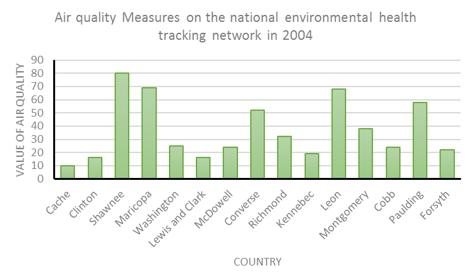 Air quality Measures on the national environmental health
tracking network in 2004
VALUE OF AIR QUALITY
90
80
70
60
50
40
30
20
10
0
Cache
Clinton
Shawnee
Maricopa
Washington
Lewis and Clark
McDowell
Converse
Richmond
Kennebec
Leon
Montgomery
Cobb
Paulding
Forsyth
COUNTRY